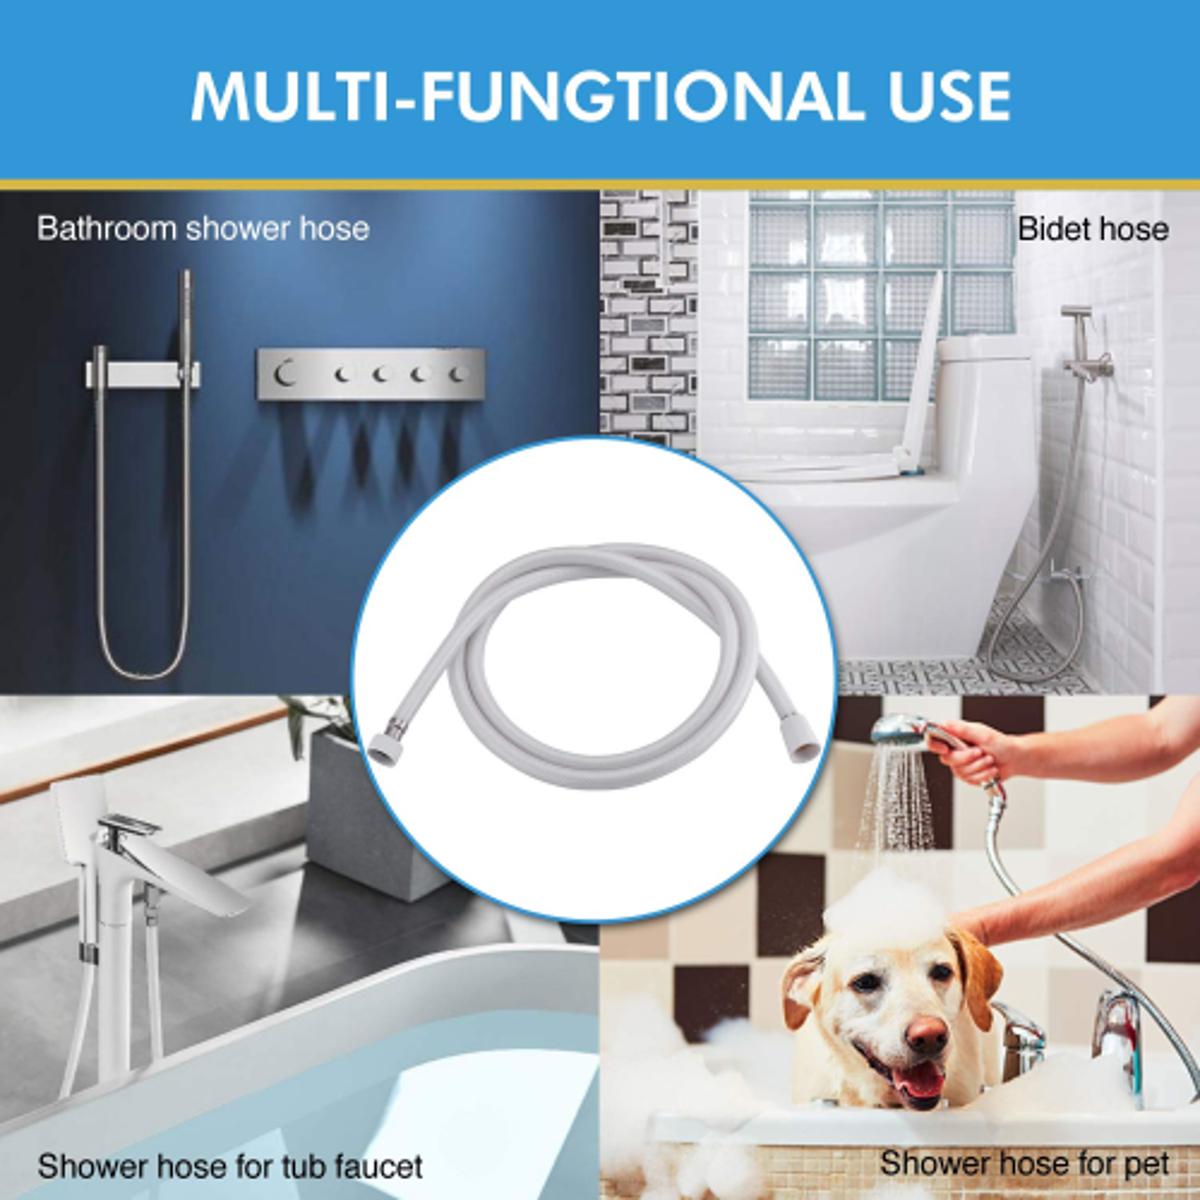 MULTI-FUNGTIONAL USE
Bathroom shower hose
Bidet hose
Shower hose for tub faucet
Shower hose for pet